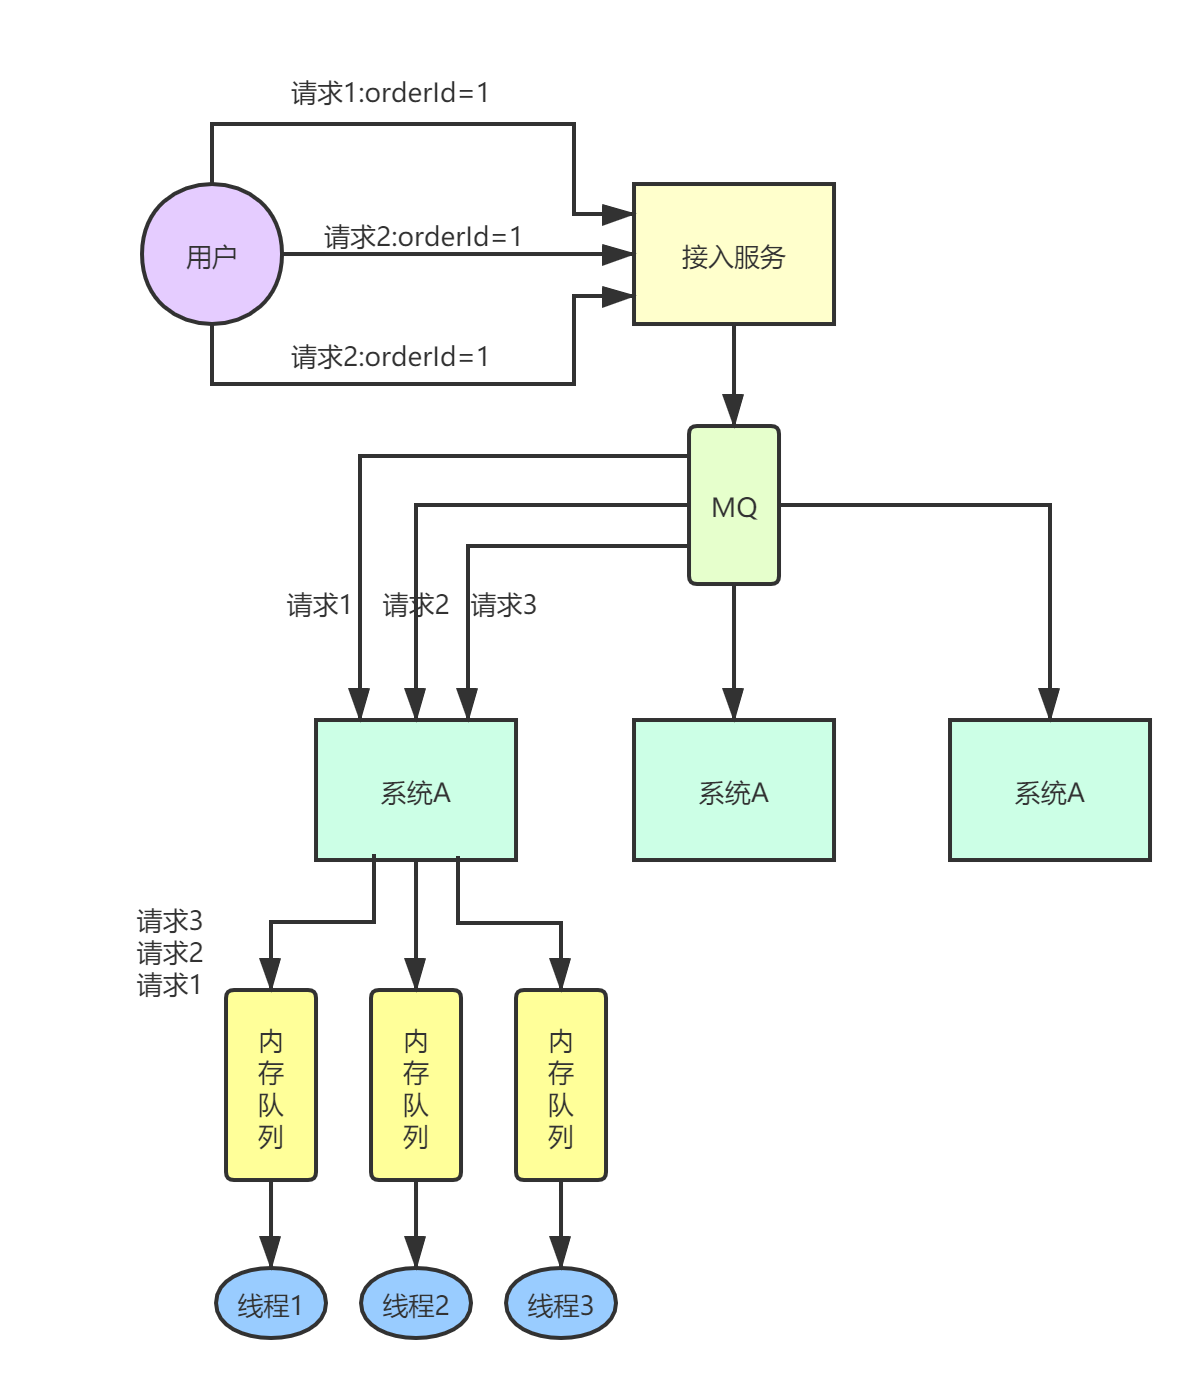 请求1:orderId=1
请求2:orderId=1
用户
接入服务
请求2:orderId=1
MQ
请求1
请求2
请求3
系统A
系统A
系统A
请求3
请求2
请求1
内
存
队
列
内
存
队
列
内
存
队
列
线程1
线程2
线程3